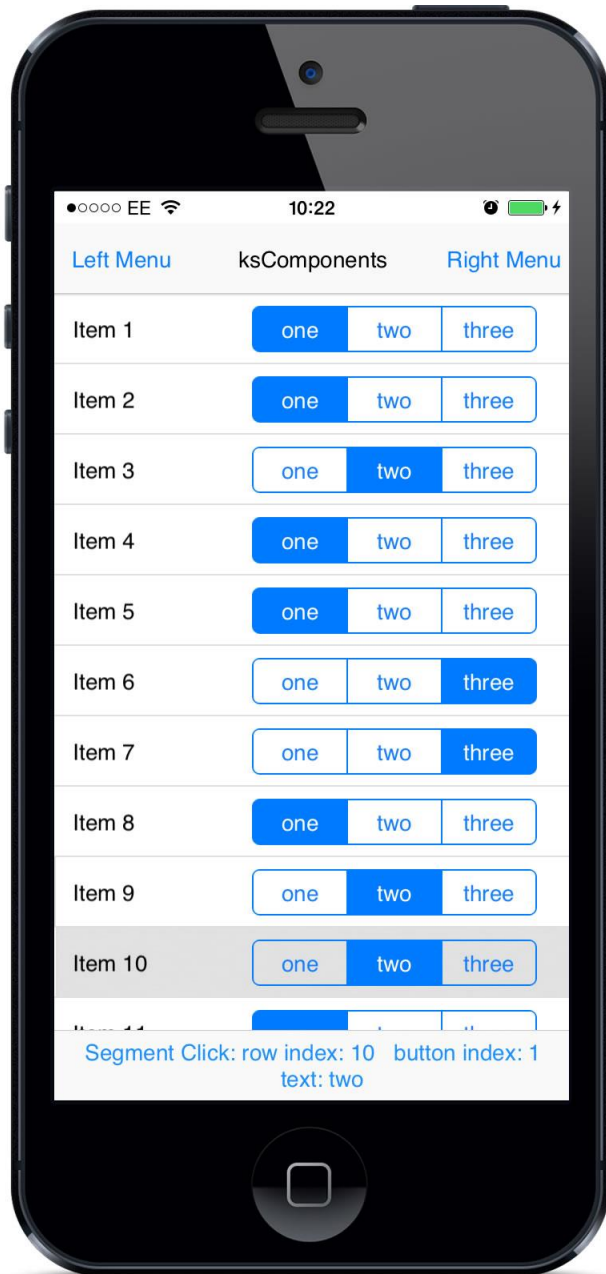 EE 10:22
Left Menu ksComponents Right Menu
Item 1 one two three
Item 2 one two three
Item 3 one two three
Item 4 one two three
Item 5 one two three
Item 6 one two three
Item 7 one two three
Item 8 one two three
Item 9 one two three
Item 10 one two three
Segment Click: row index: 10 button index: 1
text: two